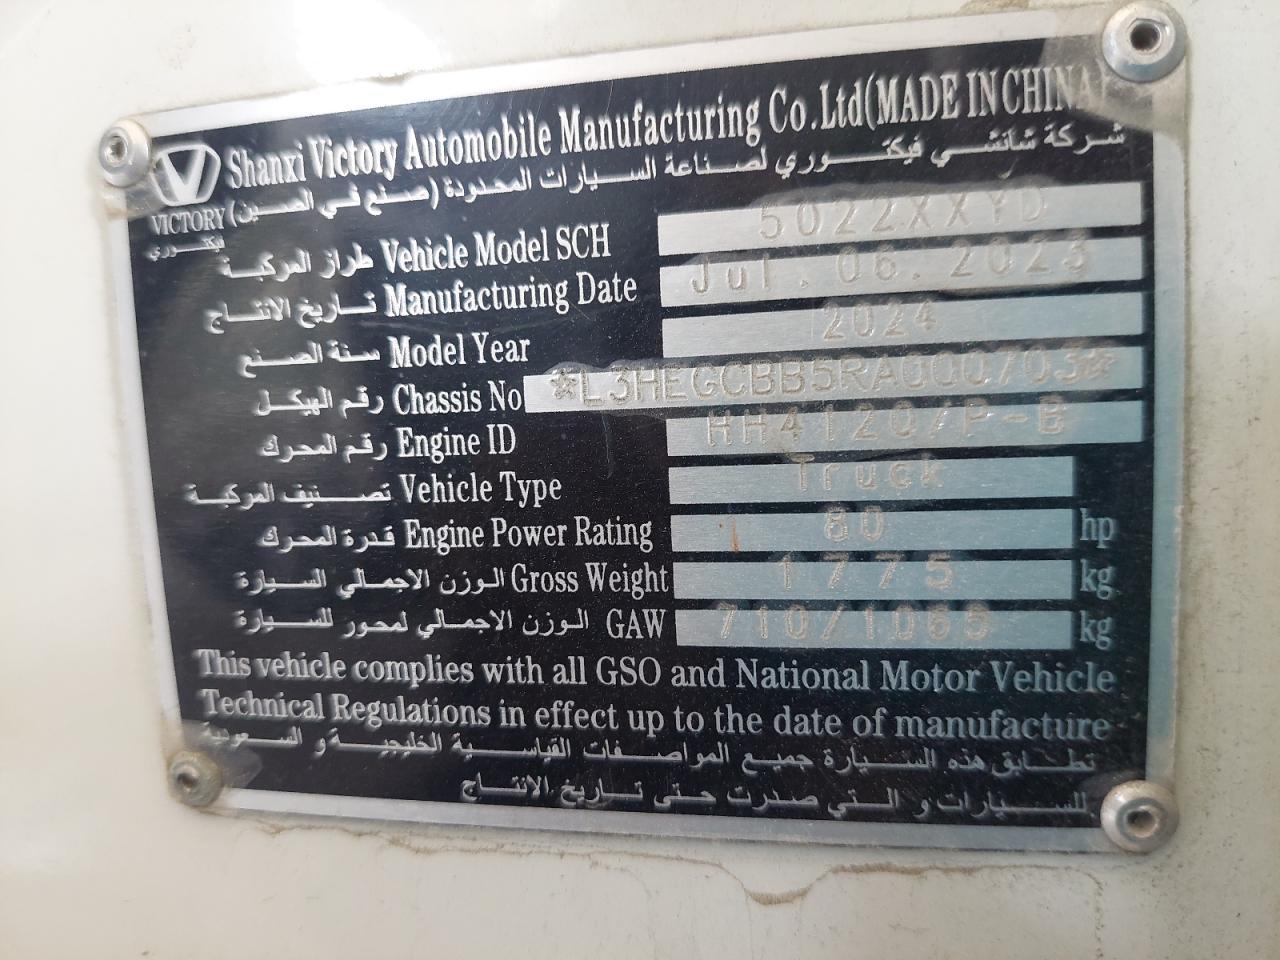 Shanxi Victory Automobile Manufacturing Co.Ltd(MADE IN CHINA)
شركة شانشي فيكتوري لصناعة السيارات المحدودة (صنع في الصين)
VICTORY
فيكتوري
طراز المركبة Vehicle Model SCH 5022XXYD
تاريخ الانتاج Manufacturing Date Jul.06.2023
سنة الصنع Model Year 2024
رقم الهيكل Chassis No *L3HEGCBB5RA000703*
رقم المحرك Engine ID HH4120/P-B
تصنيف المركبة Vehicle Type Truck
قدرة المحرك Engine Power Rating 80 hp
الوزن الاجمالي السيارة Gross Weight 1775 kg
الوزن الاجمالي لمحور للسيارة GAW 710/1065 kg
This vehicle complies with all GSO and National Motor Vehicle
Technical Regulations in effect up to the date of manufacture
تطابق هذه السيارة جميع المواصفات القياسية الخليجية و السعودية
للسيارات و التي صدرت حتى تاريخ الانتاج